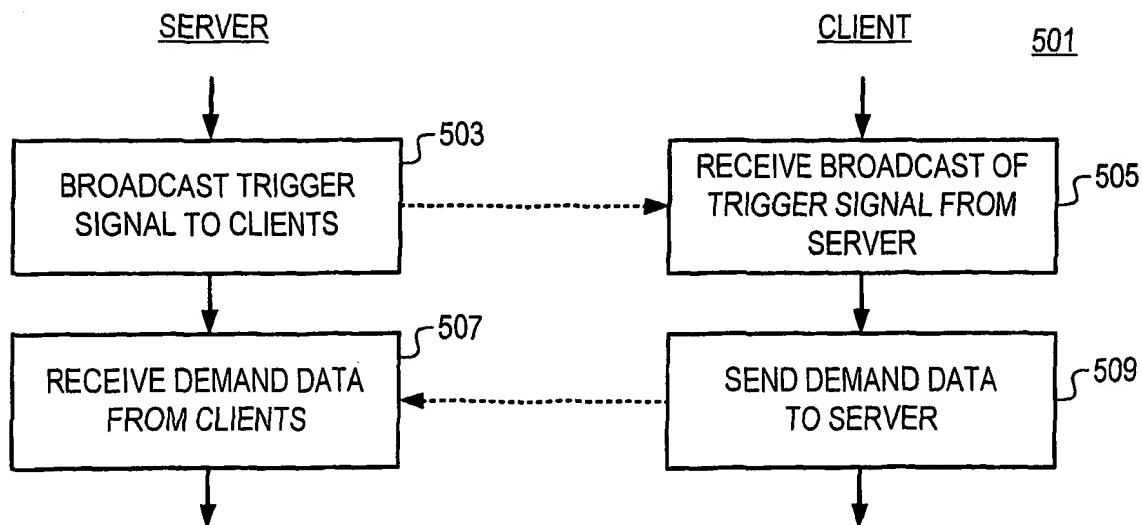 SERVER
CLIENT
501
503
BROADCAST TRIGGER
SIGNAL TO CLIENTS
RECEIVE BROADCAST OF
TRIGGER SIGNAL FROM
SERVER
505
507
RECEIVE DEMAND DATA
FROM CLIENTS
SEND DEMAND DATA
TO SERVER
509